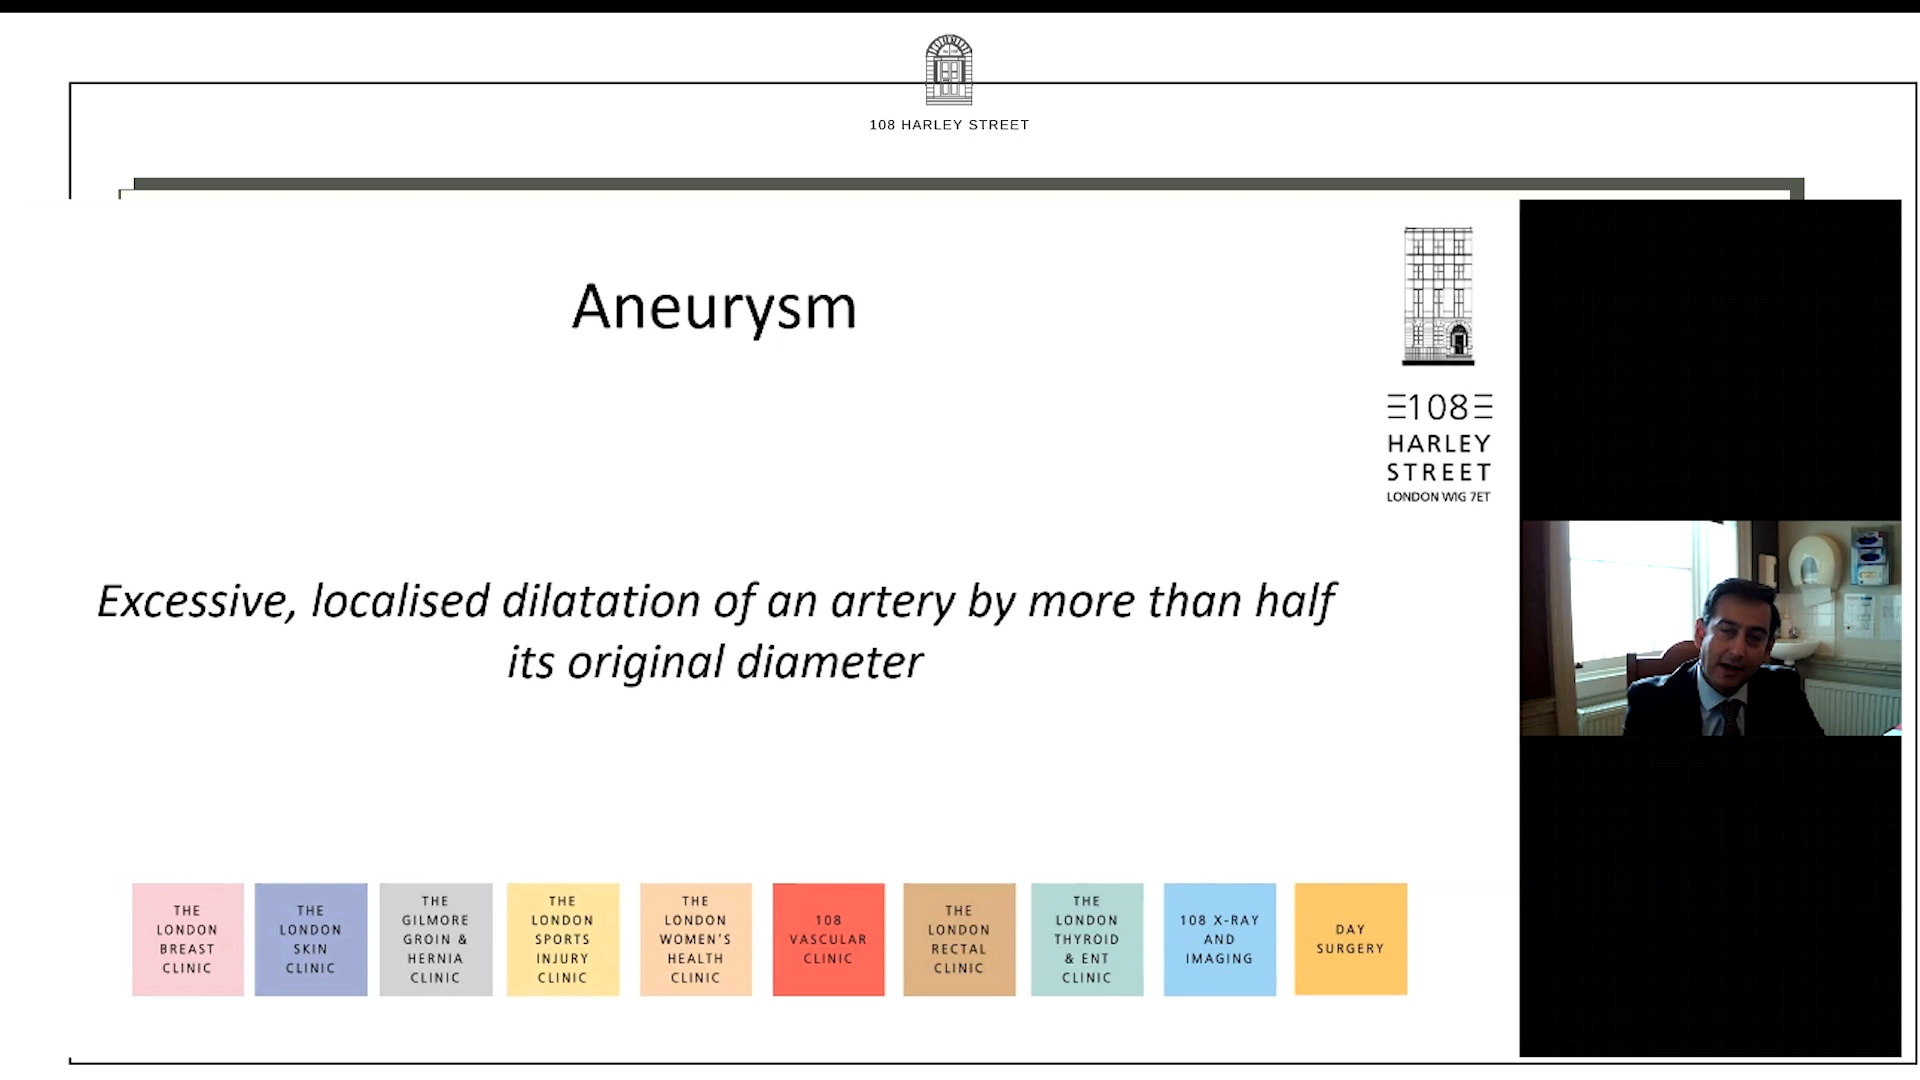 108 HARLEY STREET
Aneurysm
108
HARLEY
STREET
LONDON W1G 7ET
Excessive, localised dilatation of an artery by more than half
its original diameter
THE
LONDON
BREAST
CLINIC
THE
LONDON
SKIN
CLINIC
THE
GILMORE
GROIN &
HERNIA
CLINIC
THE
LONDON
SPORTS
INJURY
CLINIC
THE
LONDON
WOMEN'S
HEALTH
CLINIC
108
VASCULAR
CLINIC
THE
LONDON
RECTAL
CLINIC
THE
LONDON
THYROID
& ENT
CLINIC
108 X-RAY
AND
IMAGING
DAY
SURGERY